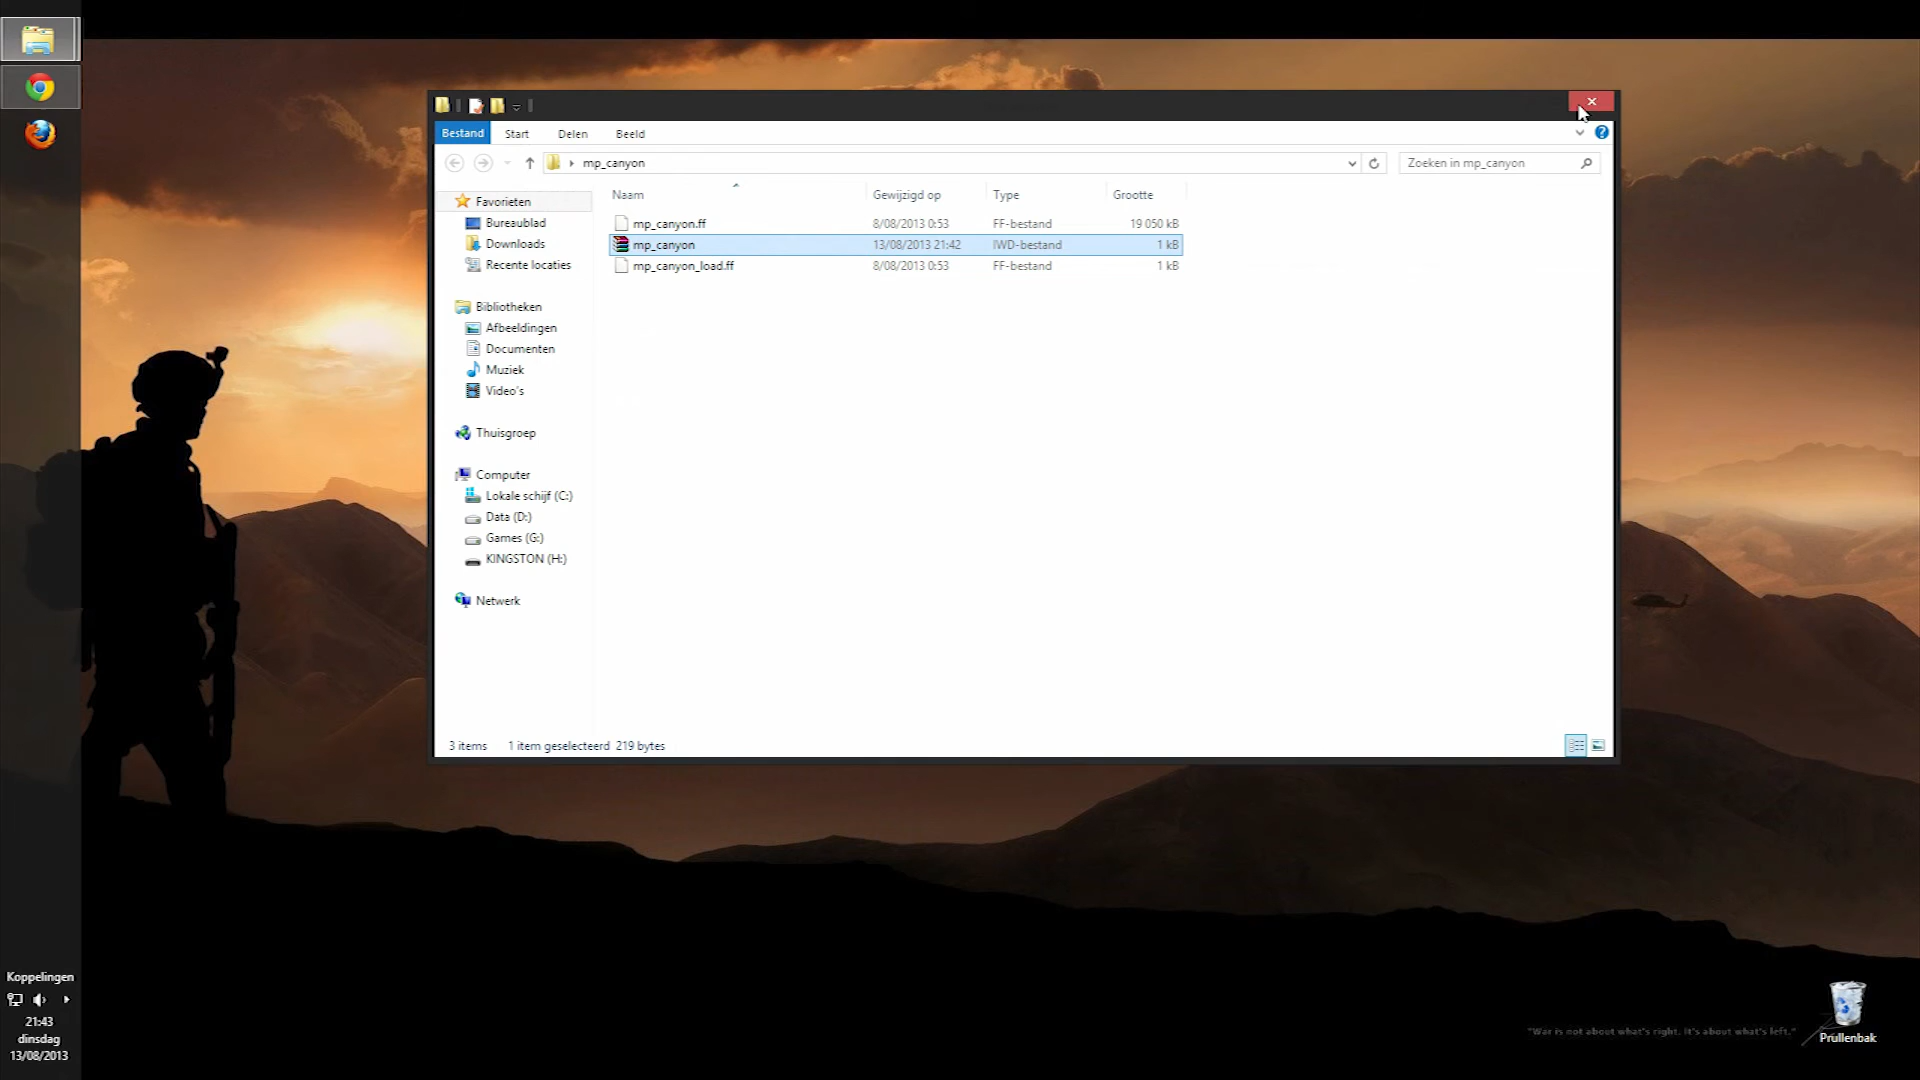 Bestand Start Delen Beeld
mp_canyon
Zoeken in mp_canyon
Naam Gewijzigd op Type Grootte
mp_canyon.ff 8/08/2013 0:53 FF-bestand 19 050 kB
mp_canyon 13/08/2013 21:42 IWD-bestand 1 kB
mp_canyon_load.ff 8/08/2013 0:53 FF-bestand 1 kB
Favorieten
Bureaublad
Downloads
Recente locaties
Bibliotheken
Afbeeldingen
Documenten
Muziek
Video's
Thuisgroep
Computer
Lokale schijf (C:)
Data (D:)
Games (G:)
KINGSTON (H:)
Netwerk
3 items 1 item geselecteerd 219 bytes
Koppelingen
21:43
dinsdag
13/08/2013
"War is not about what's right. It's about what's left."
Prullenbak